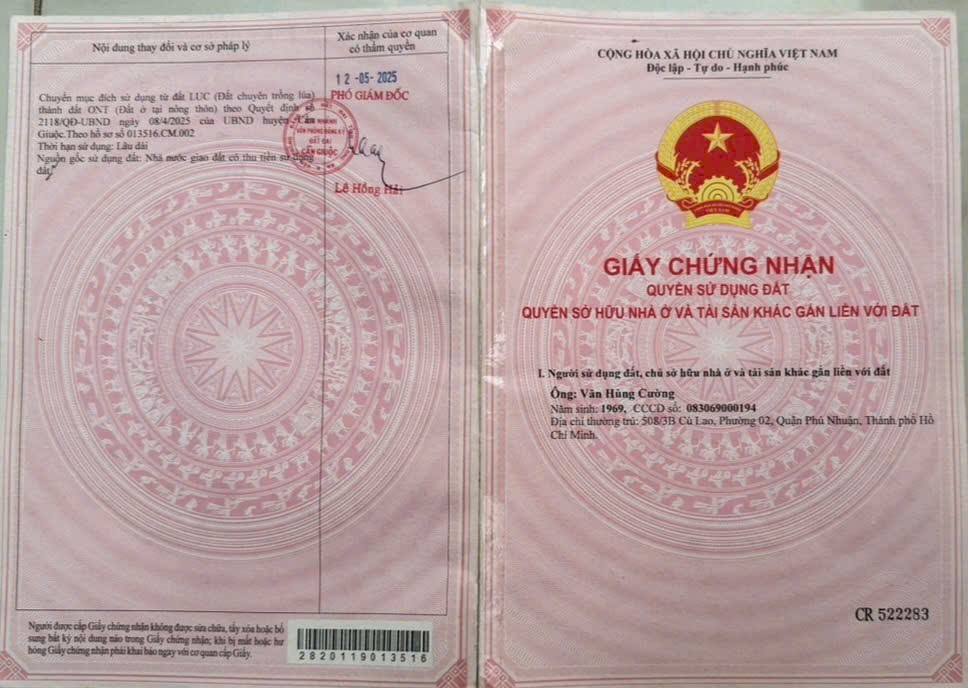 Nội dung thay đổi và cơ sở pháp lý
Xác nhận của cơ quan
có thẩm quyền
12-05-2025
Chuyển mục đích sử dụng từ đất LUC (Đất chuyên trồng lúa)
thành đất ONT (Đất ở tại nông thôn) theo Quyết định số
2118/QĐ-UBND ngày 08/4/2025 của UBND huyện Cần
Giuộc.Theo hồ sơ số 013516.CM.002
Thời hạn sử dụng: Lâu dài
Nguồn gốc sử dụng đất: Nhà nước giao đất có thu tiền sử dụng
đất
PHÓ GIÁM ĐỐC
CHI NHÁNH
VĂN PHÒNG ĐĂNG KÝ
ĐẤT ĐAI
CẦN GIUỘC
Lê Hồng Hải
Người được cấp Giấy chứng nhận không được sửa chữa, tẩy xóa hoặc bổ
sung bất kỳ nội dung nào trong Giấy chứng nhận; khi bị mất hoặc hư
hỏng Giấy chứng nhận phải khai báo ngay với cơ quan cấp Giấy.
2820119013516
CỘNG HÒA XÃ HỘI CHỦ NGHĨA VIỆT NAM
Độc lập - Tự do - Hạnh phúc
GIẤY CHỨNG NHẬN
QUYỀN SỬ DỤNG ĐẤT
QUYỀN SỞ HỮU NHÀ Ở VÀ TÀI SẢN KHÁC GẮN LIỀN VỚI ĐẤT
I. Người sử dụng đất, chủ sở hữu nhà ở và tài sản khác gắn liền với đất
Ông: Văn Hùng Cường
Năm sinh: 1969, CCCD số: 083069000194
Địa chỉ thường trú: 508/3B Cù Lao, Phường 02, Quận Phú Nhuận, Thành phố Hồ
Chí Minh.
CR 522283